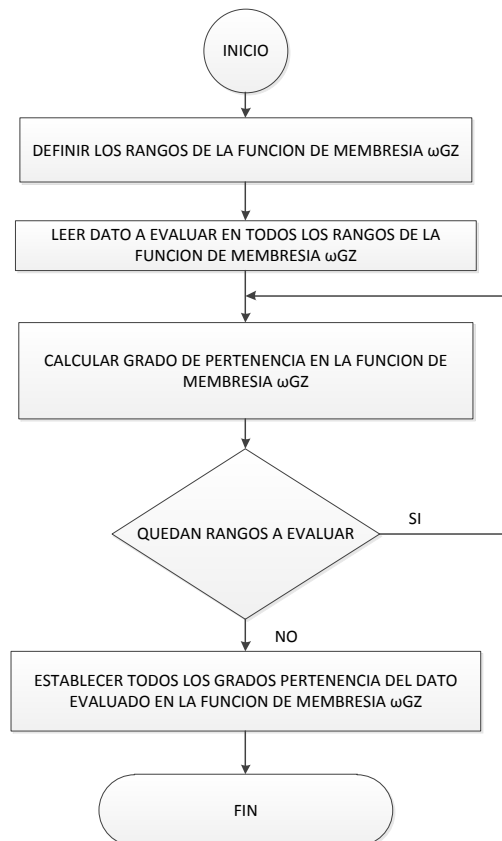 INICIO
DEFINIR LOS RANGOS DE LA FUNCION DE MEMBRESIA ωGZ
LEER DATO A EVALUAR EN TODOS LOS RANGOS DE LA
FUNCION DE MEMBRESIA ωGZ
CALCULAR GRADO DE PERTENENCIA EN LA FUNCION DE
MEMBRESIA ωGZ
QUEDAN RANGOS A EVALUAR
SI
NO
ESTABLECER TODOS LOS GRADOS PERTENENCIA DEL DATO
EVALUADO EN LA FUNCION DE MEMBRESIA ωGZ
FIN